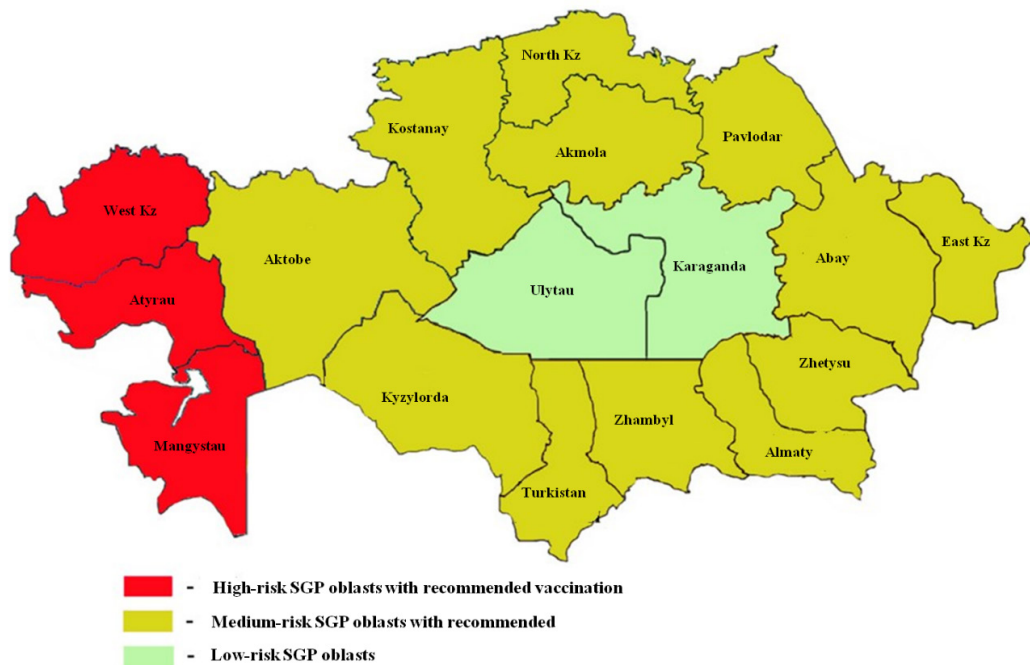 North Kz
Kostanay
Pavlodar
Akmola
West Kz
East Kz
Aktobe
Abay
Karaganda
Ulytau
Atyrau
Zhetysu
Kyzylorda
Zhambyl
Mangystau
Almaty
Turkistan
- High-risk SGP oblasts with recommended vaccination
- Medium-risk SGP oblasts with recommended
- Low-risk SGP oblasts